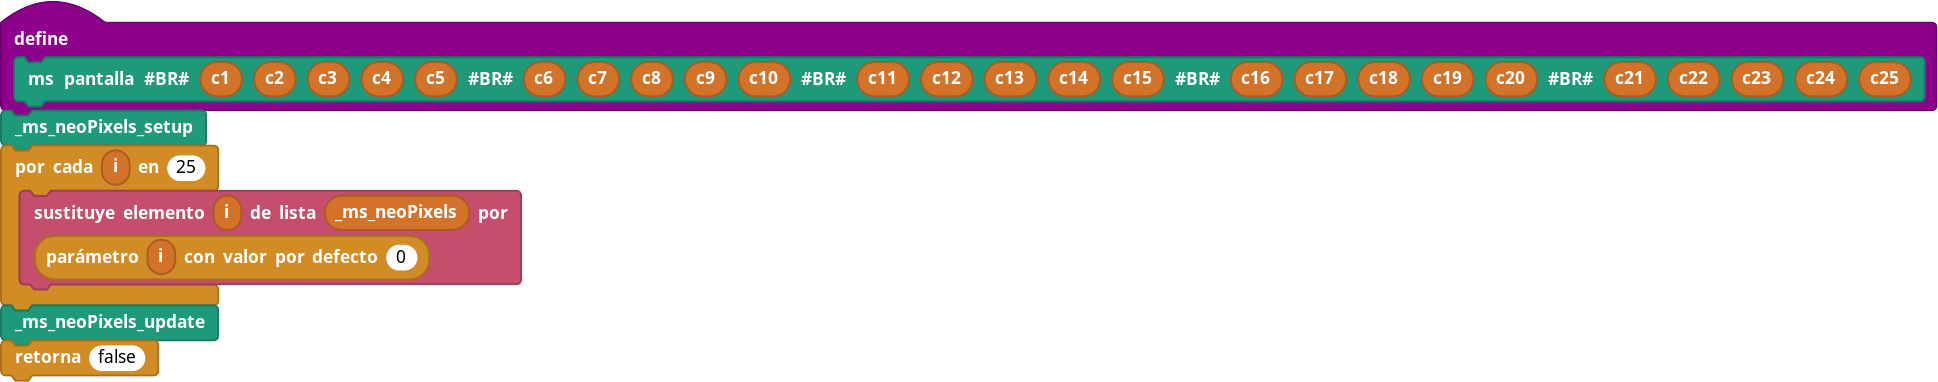 define
ms pantalla #BR# c1 c2 c3 c4 c5 #BR# c6 c7 c8 c9 c10 #BR# c11 c12 c13 c14 c15 #BR# c16 c17 c18 c19 c20 #BR# c21 c22 c23 c24 c25
_ms_neoPixels_setup
por cada i en 25
sustituye elemento i de lista _ms_neoPixels por
parámetro i con valor por defecto 0
_ms_neoPixels_update
retorna false